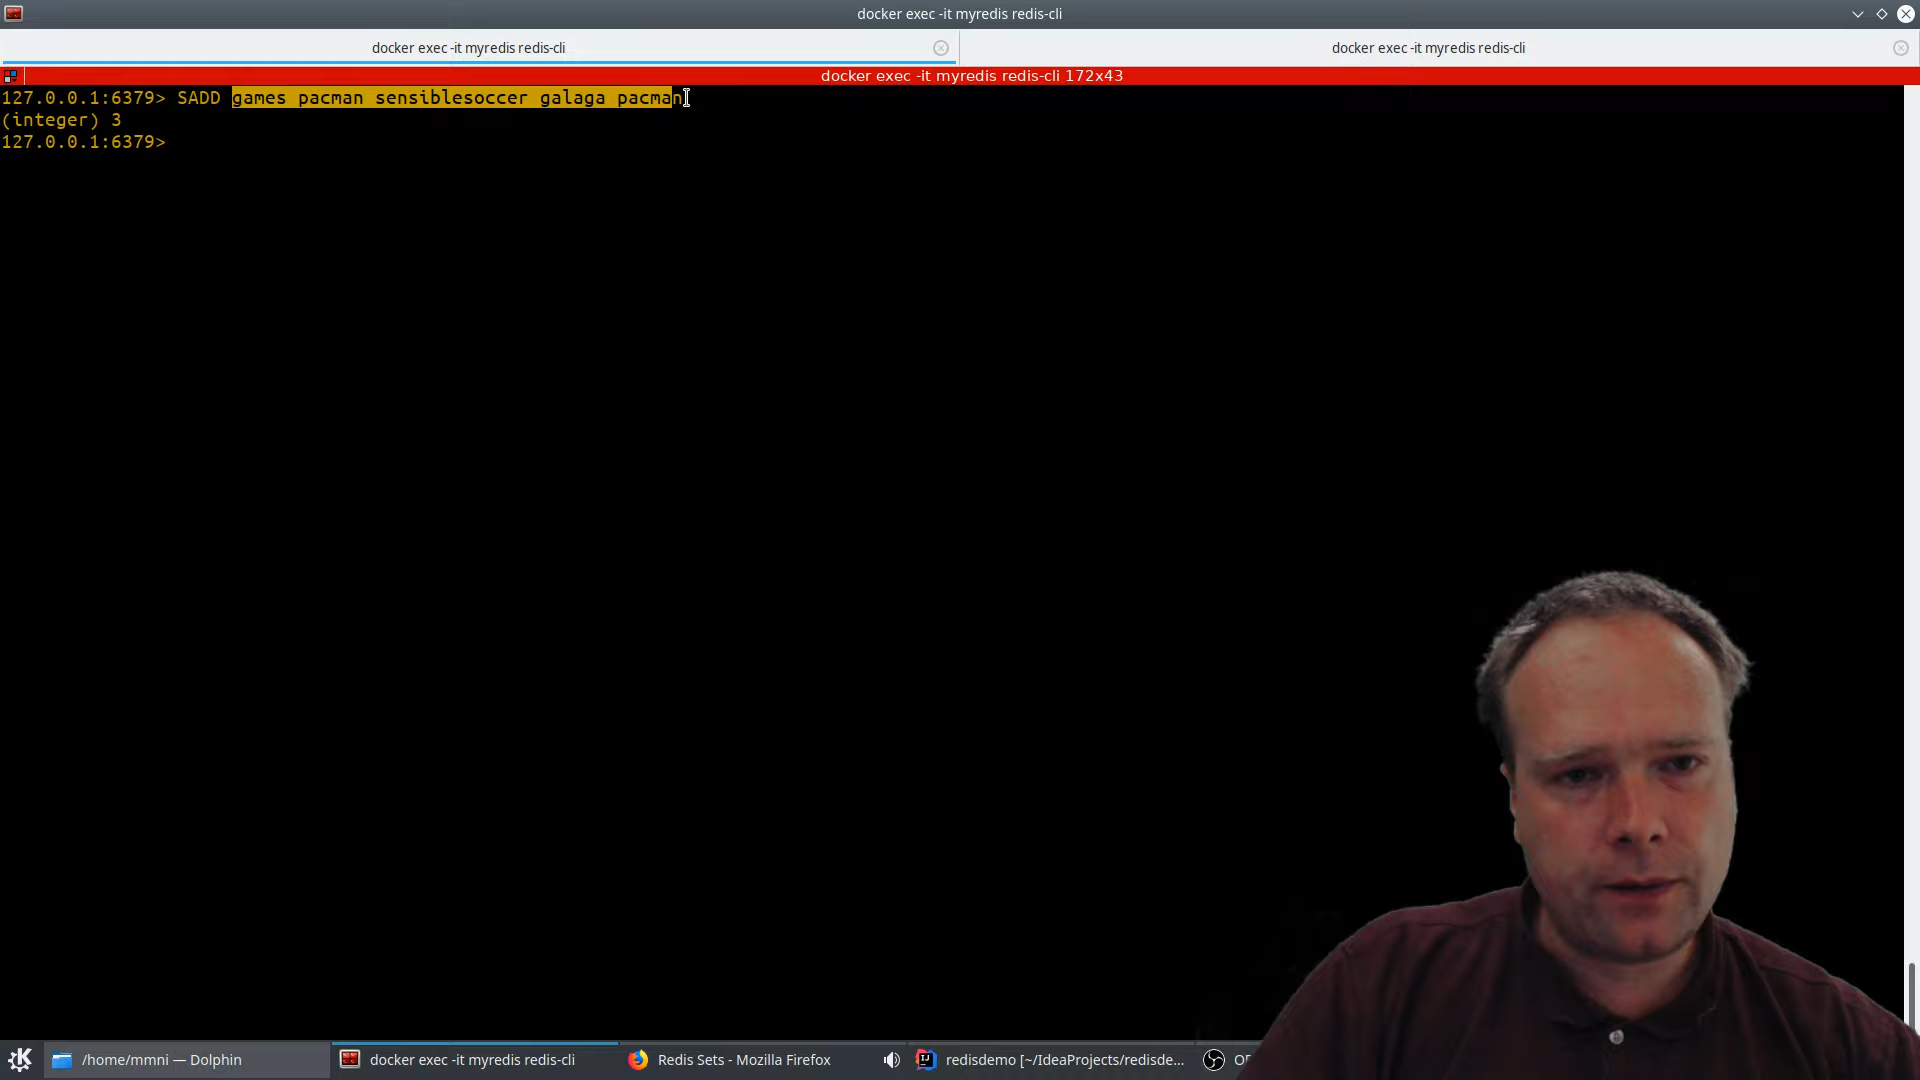 docker exec -it myredis redis-cli
docker exec -it myredis redis-cli
docker exec -it myredis redis-cli
docker exec -it myredis redis-cli 172x43
127.0.0.1:6379> SADD games pacman sensiblesoccer galaga pacman
(integer) 3
127.0.0.1:6379>
/home/mmni — Dolphin
docker exec -it myredis redis-cli
Redis Sets - Mozilla Firefox
redisdemo [~/IdeaProjects/redisde...